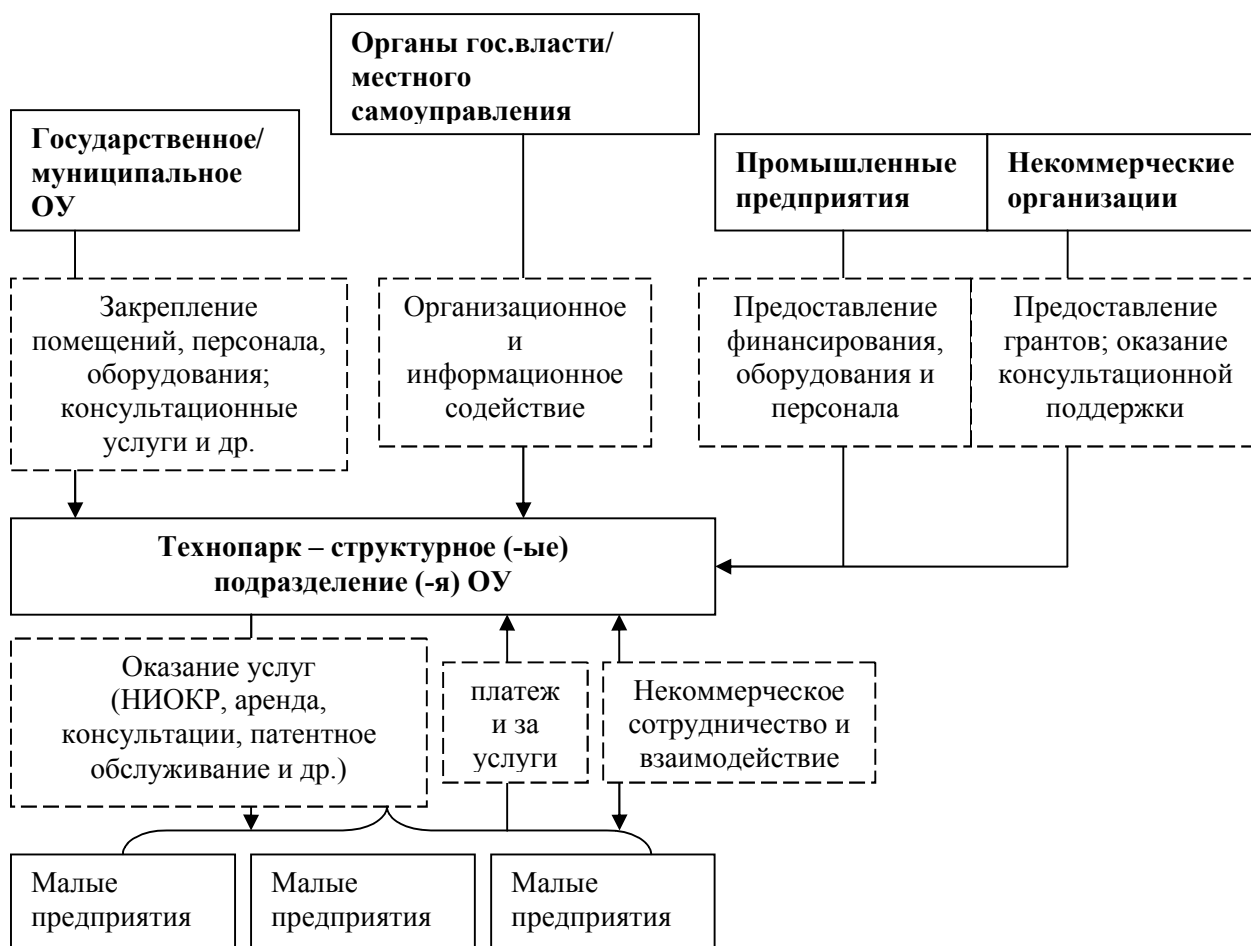 Органы гос.власти/
местного
самоуправления
Государственное/
муниципальное
ОУ
Промышленные
предприятия
Некоммерческие
организации
Закрепление
помещений, персонала,
оборудования;
консультационные
услуги и др.
Организационное
и
информационное
содействие
Предоставление
финансирования,
оборудования и
персонала
Предоставление
грантов; оказание
консультационной
поддержки
Технопарк – структурное (-ые)
подразделение (-я) ОУ
Оказание услуг
(НИОКР, аренда,
консультации, патентное
обслуживание и др.)
платеж
и за
услуги
Некоммерческое
сотрудничество и
взаимодействие
Малые
предприятия
Малые
предприятия
Малые
предприятия